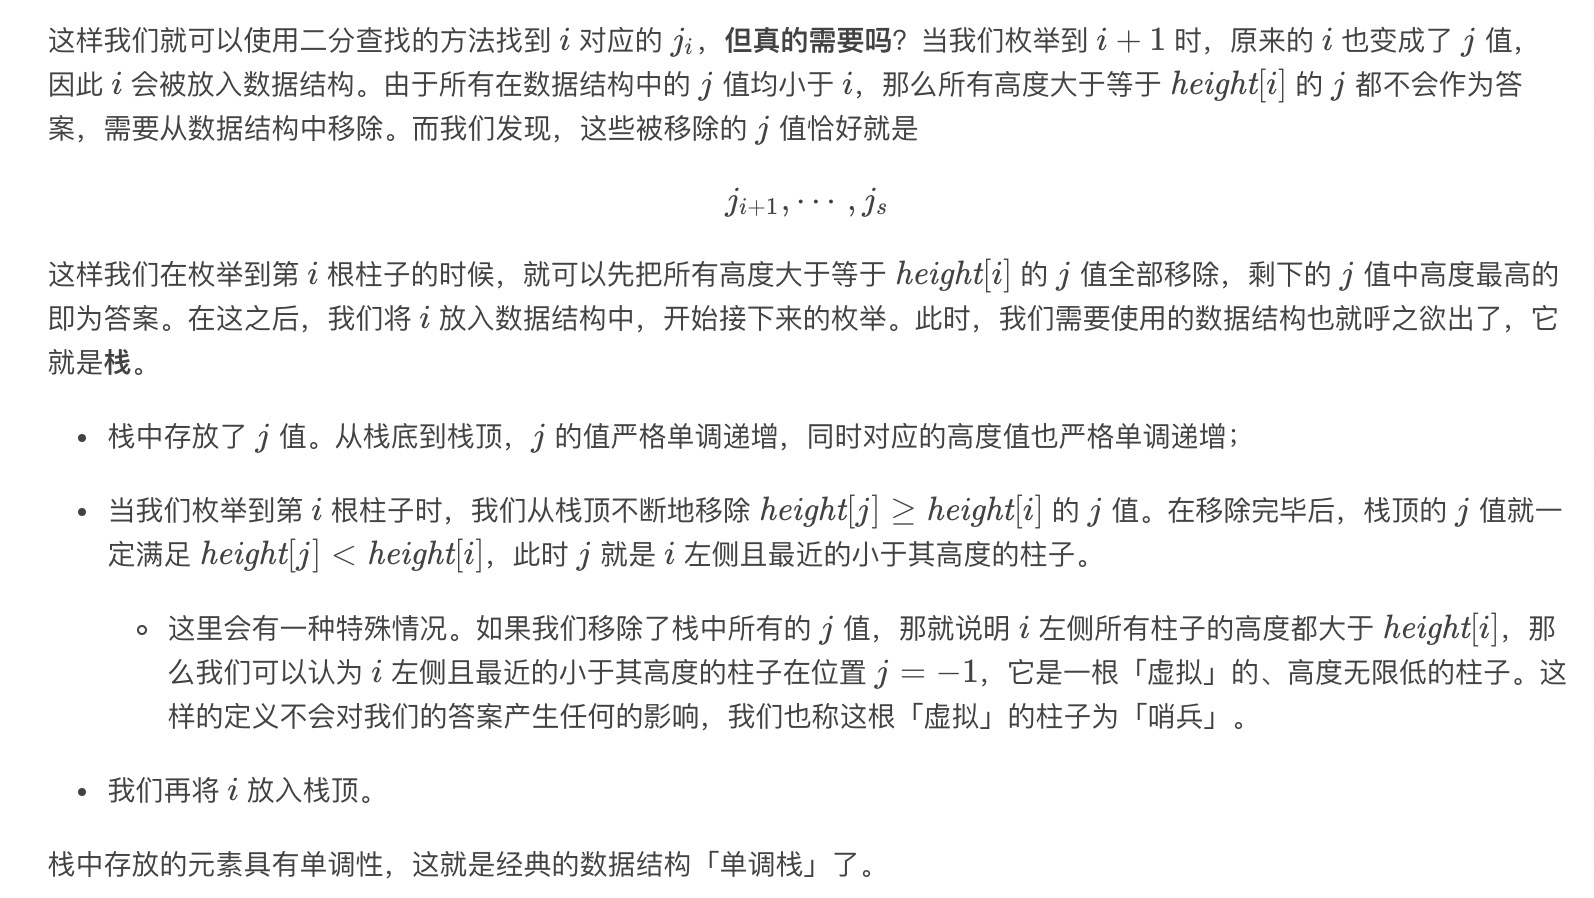 这样我们就可以使用二分查找的方法找到 i 对应的 j_i，但真的需要吗？当我们枚举到 i + 1 时，原来的 i 也变成了 j 值，
因此 i 会被放入数据结构。由于所有在数据结构中的 j 值均小于 i，那么所有高度大于等于 height[i] 的 j 都不会作为答
案，需要从数据结构中移除。而我们发现，这些被移除的 j 值恰好就是
j_{i+1}, ⋯ , j_s
这样我们在枚举到第 i 根柱子的时候，就可以先把所有高度大于等于 height[i] 的 j 值全部移除，剩下的 j 值中高度最高的
即为答案。在这之后，我们将 i 放入数据结构中，开始接下来的枚举。此时，我们需要使用的数据结构也就呼之欲出了，它
就是栈。
• 栈中存放了 j 值。从栈底到栈顶，j 的值严格单调递增，同时对应的高度值也严格单调递增；
• 当我们枚举到第 i 根柱子时，我们从栈顶不断地移除 height[j] ≥ height[i] 的 j 值。在移除完毕后，栈顶的 j 值就一
定满足 height[j] < height[i]，此时 j 就是 i 左侧且最近的小于其高度的柱子。
◦ 这里会有一种特殊情况。如果我们移除了栈中所有的 j 值，那就说明 i 左侧所有柱子的高度都大于 height[i]，那
么我们可以认为 i 左侧且最近的小于其高度的柱子在位置 j = −1，它是一根「虚拟」的、高度无限低的柱子。这
样的定义不会对我们的答案产生任何的影响，我们也称这根「虚拟」的柱子为「哨兵」。
• 我们再将 i 放入栈顶。
栈中存放的元素具有单调性，这就是经典的数据结构「单调栈」了。